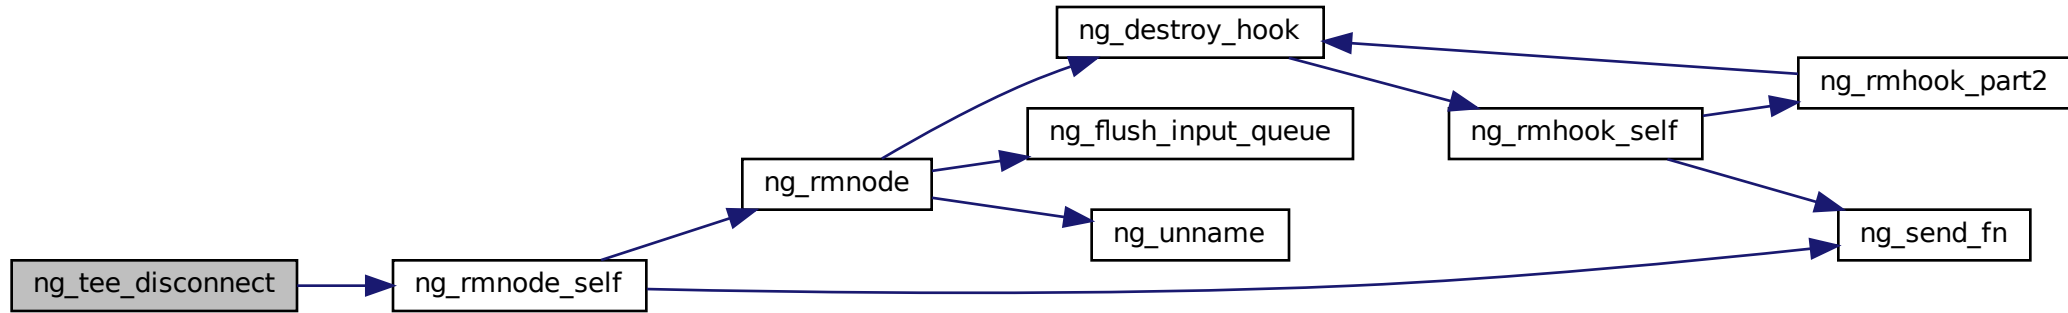 ng_destroy_hook
ng_rmhook_part2
ng_flush_input_queue
ng_rmhook_self
ng_rmnode
ng_unname
ng_send_fn
ng_tee_disconnect
ng_rmnode_self